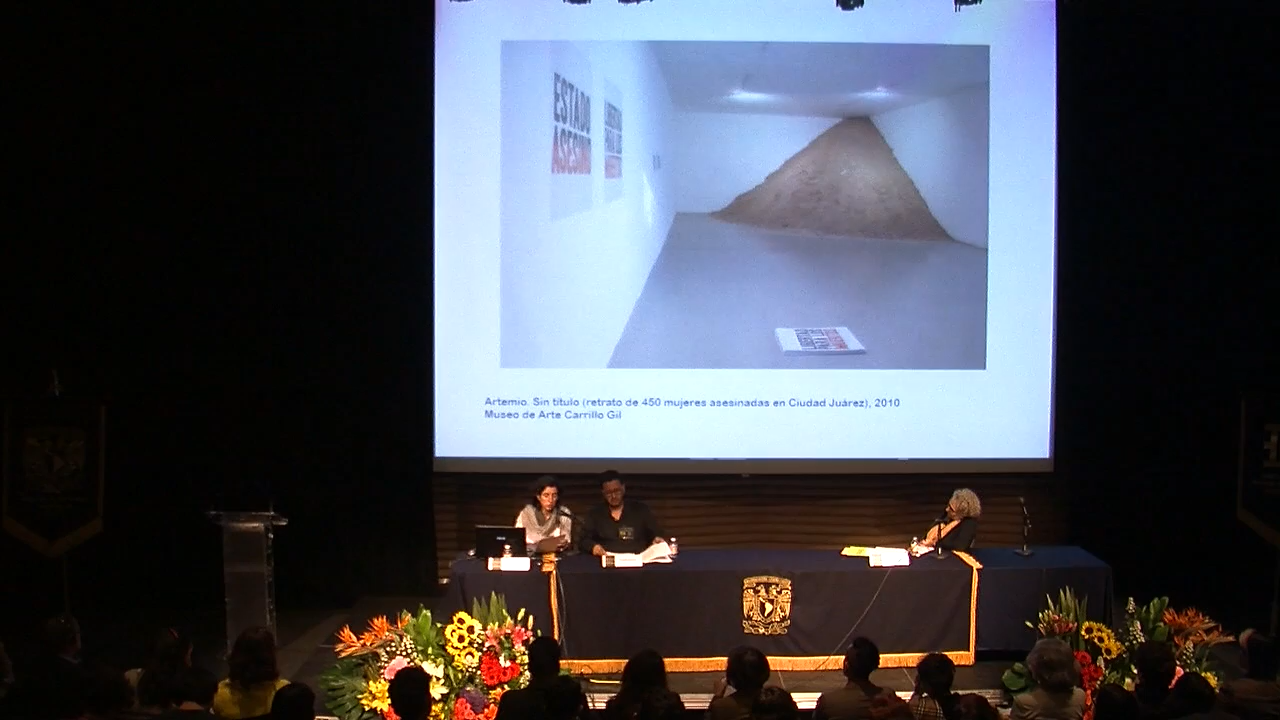 ESTADO
ASESINO
Artemio. Sin título (retrato de 450 mujeres asesinadas en Ciudad Juárez), 2010
Museo de Arte Carrillo Gil